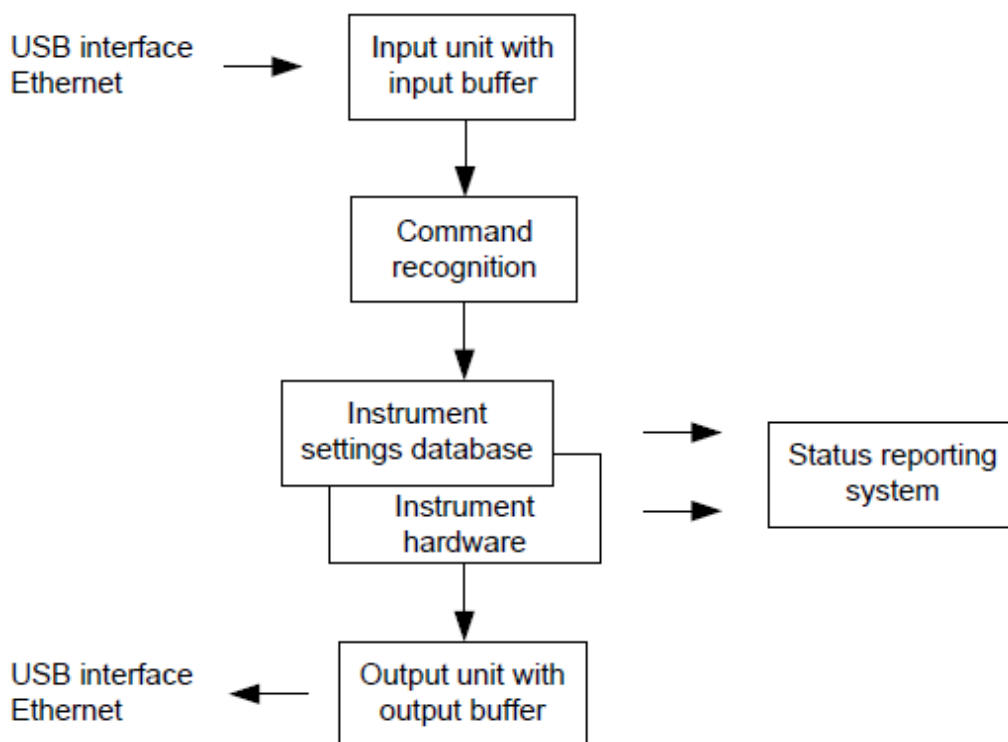 USB interface
Ethernet
Input unit with
input buffer
Command
recognition
Instrument
settings database
Instrument
hardware
Status reporting
system
USB interface
Ethernet
Output unit with
output buffer